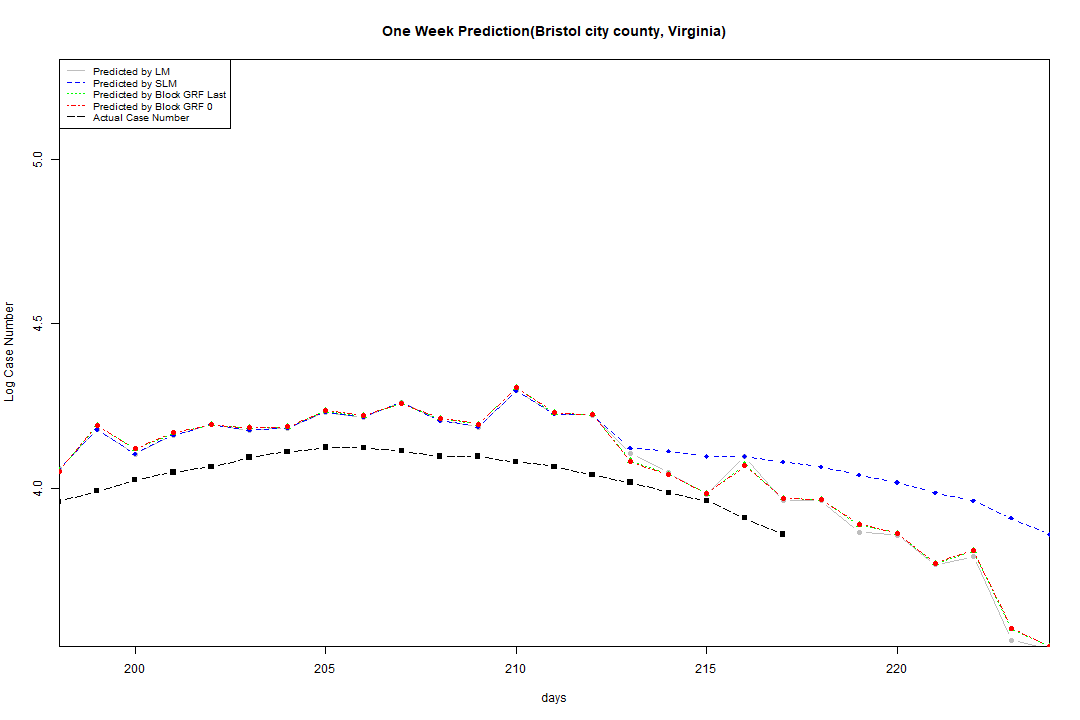 One Week Prediction(Bristol city county, Virginia)
Predicted by LM
Predicted by SLM
Predicted by Block GRF Last
Predicted by Block GRF 0
Actual Case Number
5.0
4.5
4.0
Log Case Number
200 205 210 215 220
days